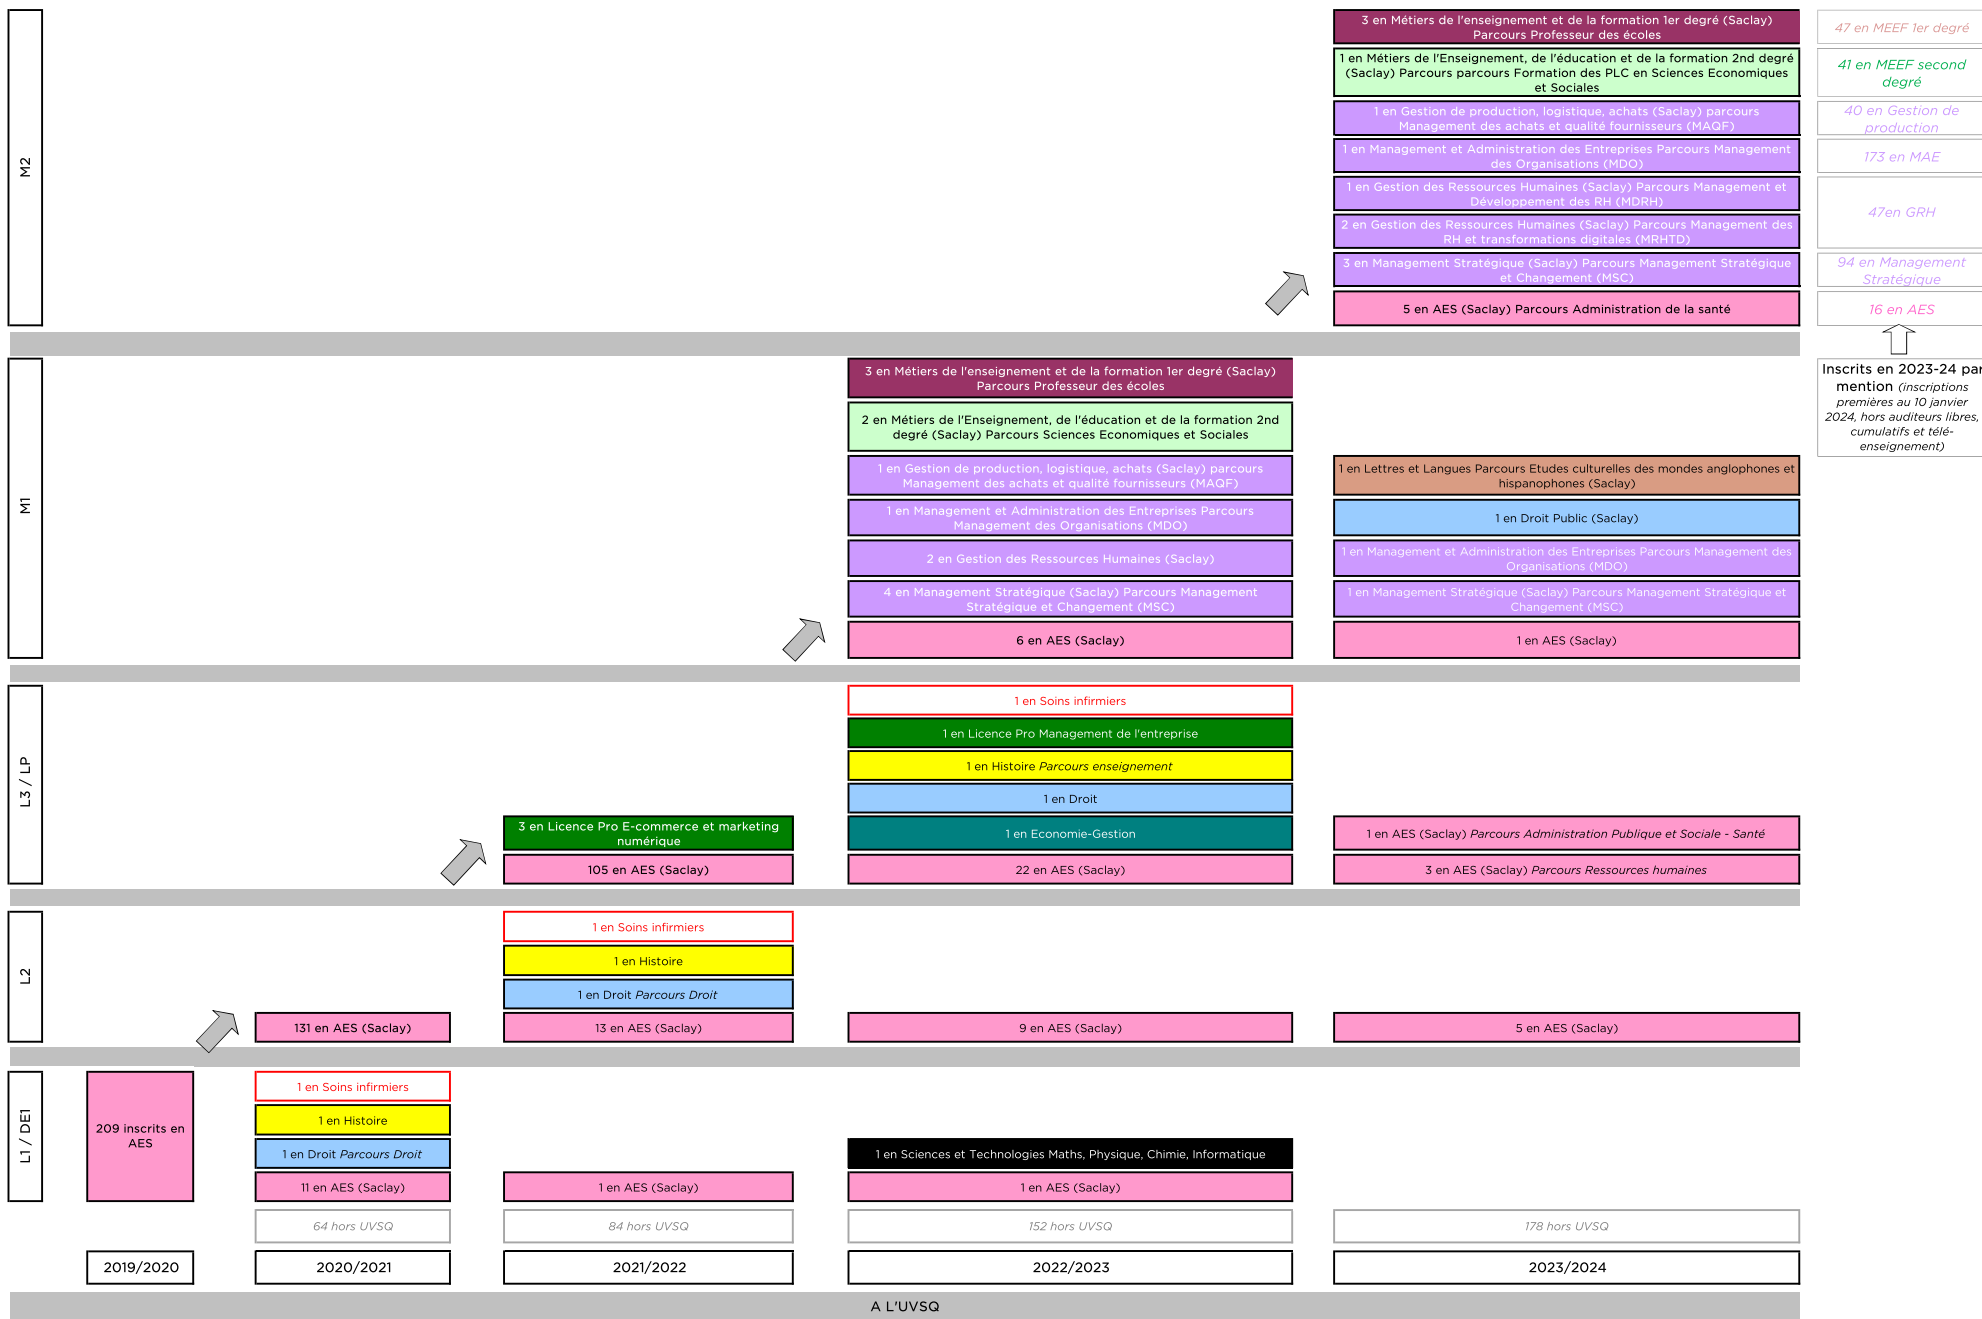 M2
3 en Métiers de l'enseignement et de la formation 1er degré (Saclay)
Parcours Professeur des écoles
47 en MEEF 1er degré
1 en Métiers de l'Enseignement, de l'éducation et de la formation 2nd degré
(Saclay) Parcours parcours Formation des PLC en Sciences Economiques
et Sociales
41 en MEEF second
degré
1 en Gestion de production, logistique, achats (Saclay) parcours
Management des achats et qualité fournisseurs (MAQF)
40 en Gestion de
production
1 en Management et Administration des Entreprises Parcours Management
des Organisations (MDO)
173 en MAE
1 en Gestion des Ressources Humaines (Saclay) Parcours Management et
Développement des RH (MDRH)
2 en Gestion des Ressources Humaines (Saclay) Parcours Management des
RH et transformations digitales (MRHTD)
47en GRH
3 en Management Stratégique (Saclay) Parcours Management Stratégique
et Changement (MSC)
94 en Management
Stratégique
5 en AES (Saclay) Parcours Administration de la santé
16 en AES
Inscrits en 2023-24 par
mention (inscriptions
premières au 10 janvier
2024, hors auditeurs libres,
cumulatifs et télé-
enseignement)
M1
3 en Métiers de l'enseignement et de la formation 1er degré (Saclay)
Parcours Professeur des écoles
2 en Métiers de l'Enseignement, de l'éducation et de la formation 2nd
degré (Saclay) Parcours Sciences Economiques et Sociales
1 en Gestion de production, logistique, achats (Saclay) parcours
Management des achats et qualité fournisseurs (MAQF)
1 en Management et Administration des Entreprises Parcours
Management des Organisations (MDO)
2 en Gestion des Ressources Humaines (Saclay)
4 en Management Stratégique (Saclay) Parcours Management
Stratégique et Changement (MSC)
6 en AES (Saclay)
1 en Lettres et Langues Parcours Etudes culturelles des mondes anglophones et
hispanophones (Saclay)
1 en Droit Public (Saclay)
1 en Management et Administration des Entreprises Parcours Management des
Organisations (MDO)
1 en Management Stratégique (Saclay) Parcours Management Stratégique et
Changement (MSC)
1 en AES (Saclay)
L3 / LP
3 en Licence Pro E-commerce et marketing
numérique
105 en AES (Saclay)
1 en Soins infirmiers
1 en Licence Pro Management de l'entreprise
1 en Histoire Parcours enseignement
1 en Droit
1 en Economie-Gestion
22 en AES (Saclay)
1 en AES (Saclay) Parcours Administration Publique et Sociale - Santé
3 en AES (Saclay) Parcours Ressources humaines
L2
131 en AES (Saclay)
1 en Soins infirmiers
1 en Histoire
1 en Droit Parcours Droit
13 en AES (Saclay)
9 en AES (Saclay)
5 en AES (Saclay)
L1 / DE1
209 inscrits en
AES
1 en Soins infirmiers
1 en Histoire
1 en Droit Parcours Droit
11 en AES (Saclay)
1 en AES (Saclay)
1 en Sciences et Technologies Maths, Physique, Chimie, Informatique
1 en AES (Saclay)
64 hors UVSQ
84 hors UVSQ
152 hors UVSQ
178 hors UVSQ
2019/2020
2020/2021
2021/2022
2022/2023
2023/2024
A L'UVSQ